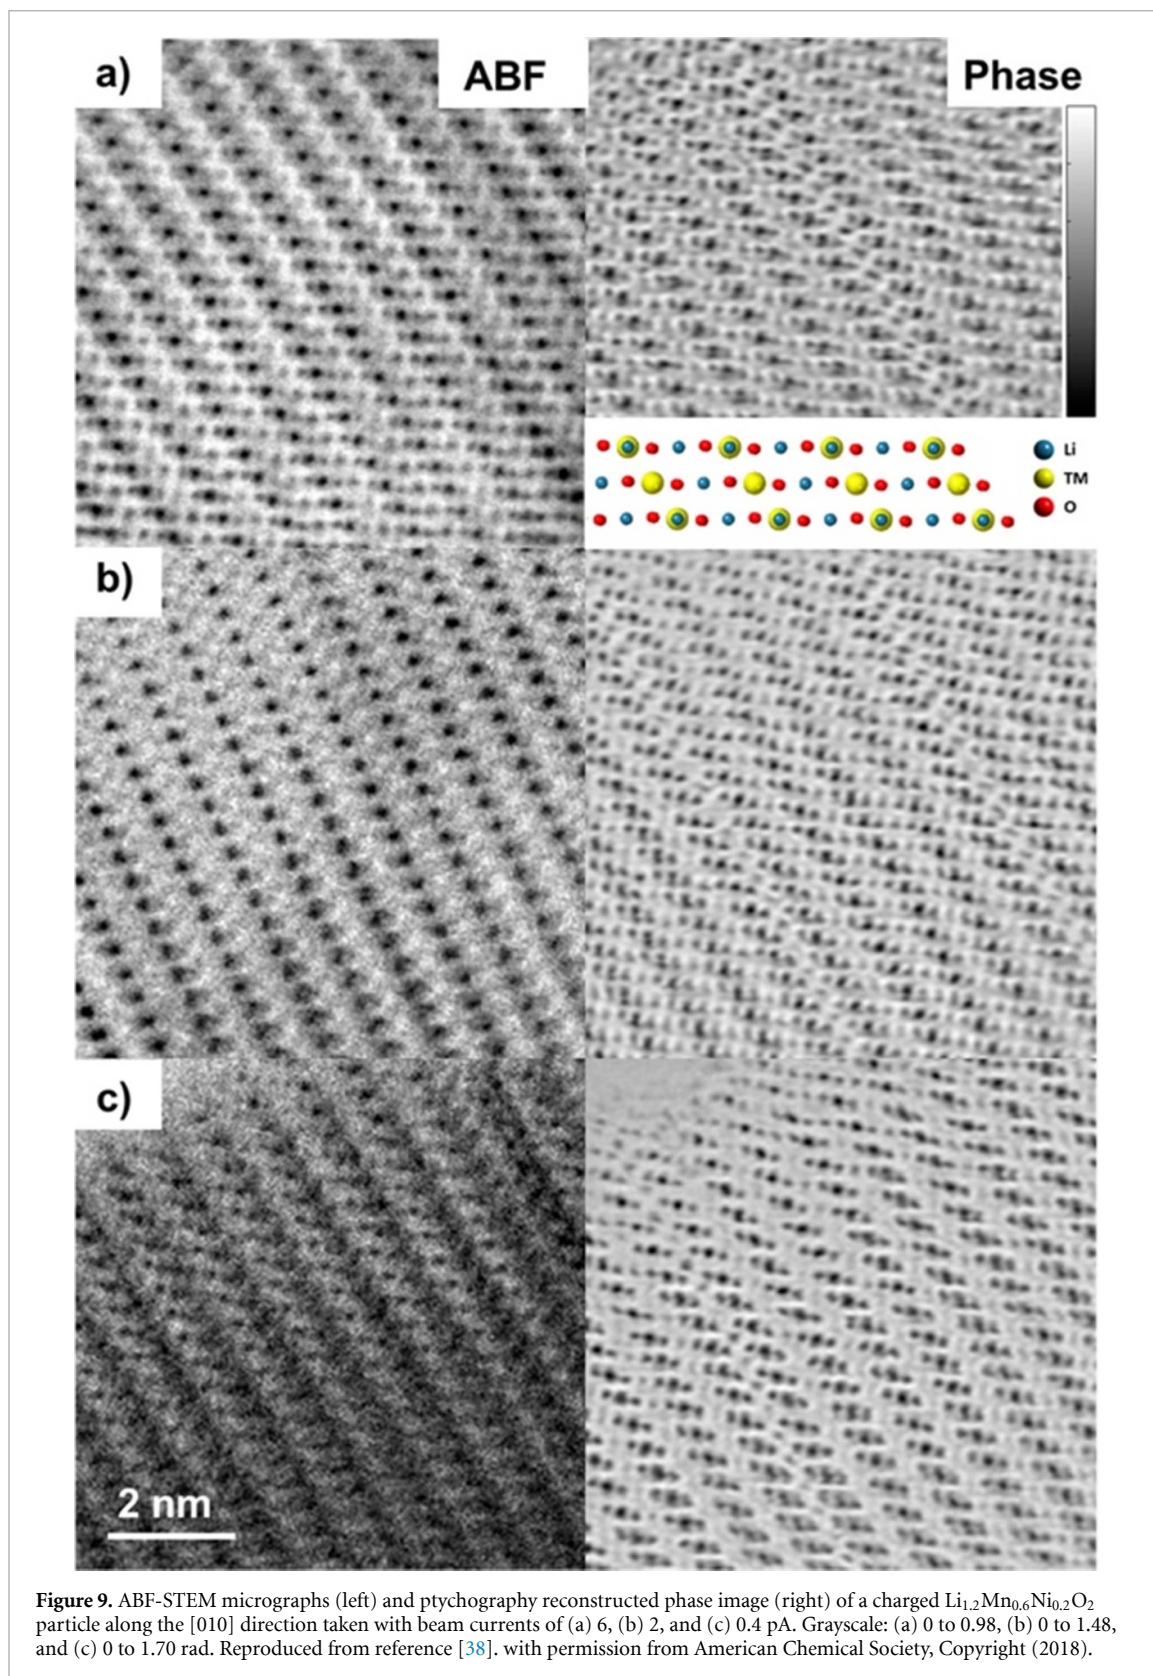 a)
ABF
Phase
Li
TM
O
b)
c)
2 nm
Figure 9. ABF-STEM micrographs (left) and ptychography reconstructed phase image (right) of a charged Li₁.₂Mn₀.₆Ni₀.₂O₂
particle along the [010] direction taken with beam currents of (a) 6, (b) 2, and (c) 0.4 pA. Grayscale: (a) 0 to 0.98, (b) 0 to 1.48,
and (c) 0 to 1.70 rad. Reproduced from reference [38]. with permission from American Chemical Society, Copyright (2018).